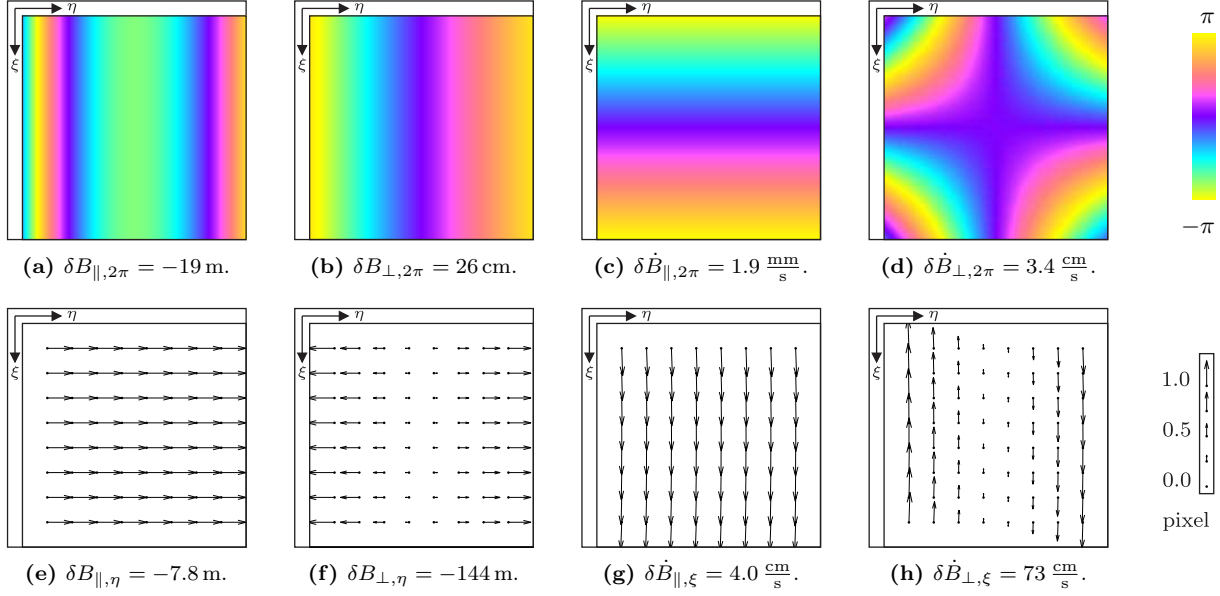 η η η η π
ξ ξ ξ ξ
−π
(a) δB∥,2π = −19 m. (b) δB⊥,2π = 26 cm. (c) δḂ∥,2π = 1.9 mm/s. (d) δḂ⊥,2π = 3.4 cm/s.
η η η η
ξ ξ ξ ξ
1.0
0.5
0.0
pixel
(e) δB∥,η = −7.8 m. (f) δB⊥,η = −144 m. (g) δḂ∥,ξ = 4.0 cm/s. (h) δḂ⊥,ξ = 73 cm/s.